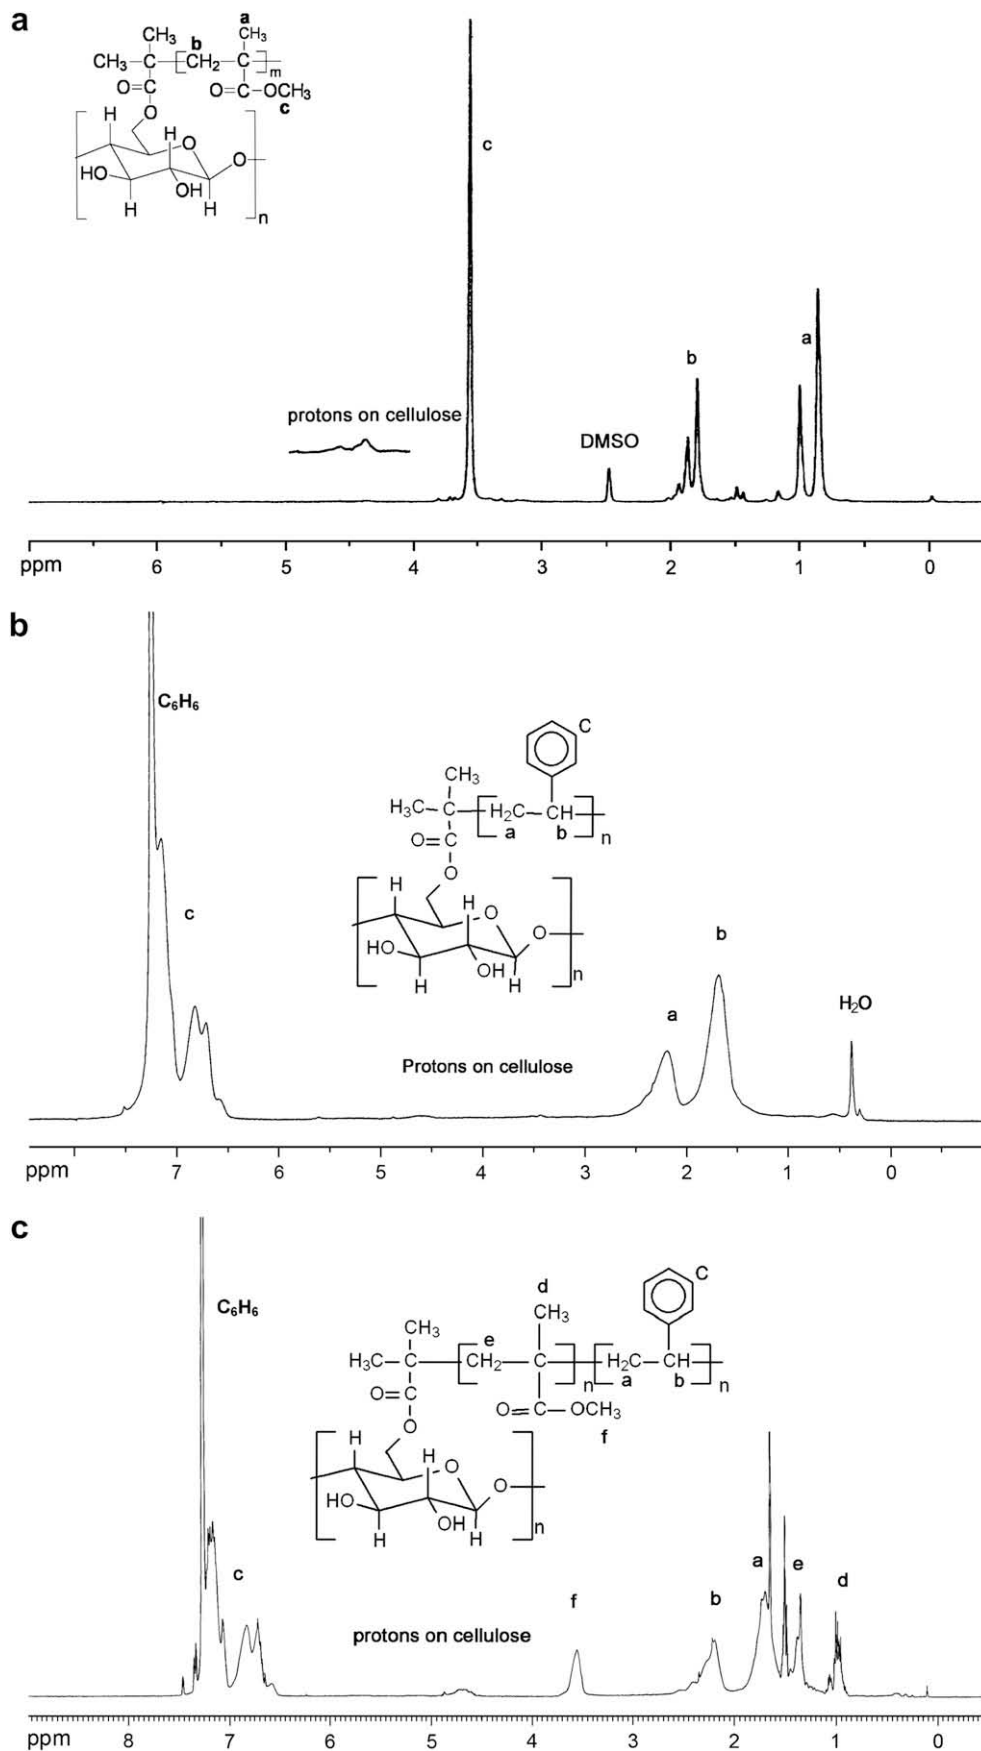 a
a
CH₃ b CH₃
CH₃ C CH₂ C m
O=C O=C-OCH₃
O c
H H O
HO O
OH n
H H
c
protons on cellulose
DMSO
b
a
ppm 6 5 4 3 2 1 0
b
C₆H₆
C
CH₃
H₃C C H₂C CH n
a b
O=C
O
H H O
HO O
OH n
H H
c
Protons on cellulose
a
b
H₂O
ppm 7 6 5 4 3 2 1 0
c
C₆H₆
d C
CH₃ e CH₃
H₃C C CH₂ C n H₂C CH n
a b
O=C O=C-OCH₃
O f
H H O
HO O
OH n
H H
c
protons on cellulose
f
b
a
e
d
ppm 8 7 6 5 4 3 2 1 0